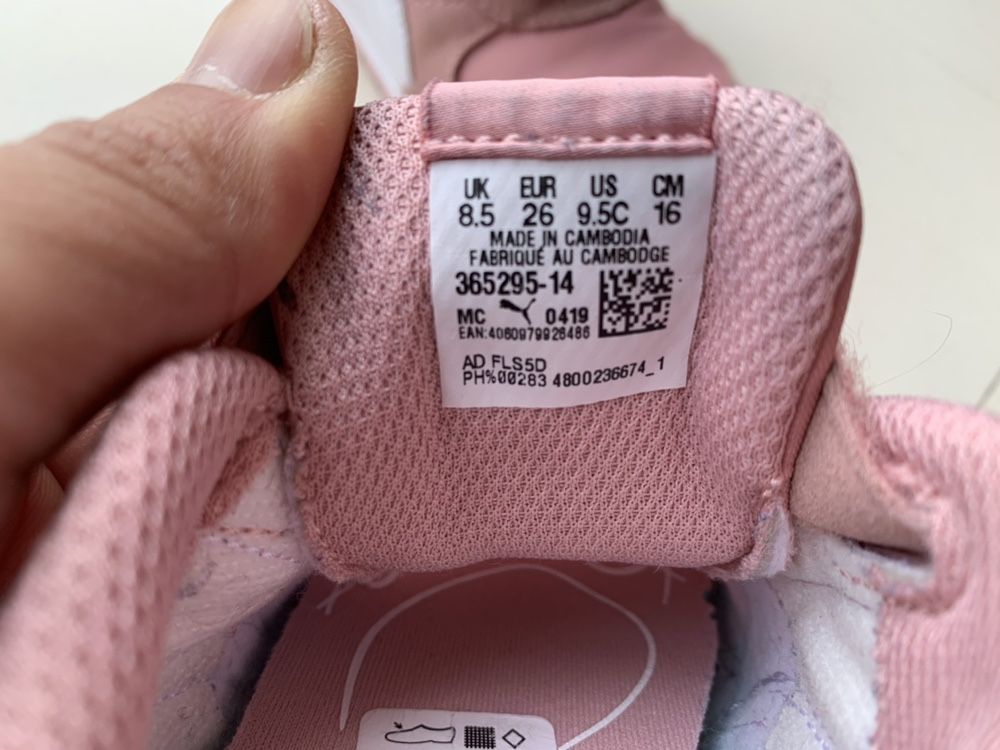 UK EUR US CM
8.5 26 9.5C 16
MADE IN CAMBODIA
FABRIQUÉ AU CAMBODGE
365295-14
MC 0419
EAN:4060979926486
AD FLS5D
PH%00283 4800236674_1